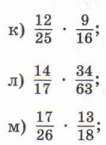 к) 12/25 · 9/16;
л) 14/17 · 34/63;
м) 17/26 · 13/18;